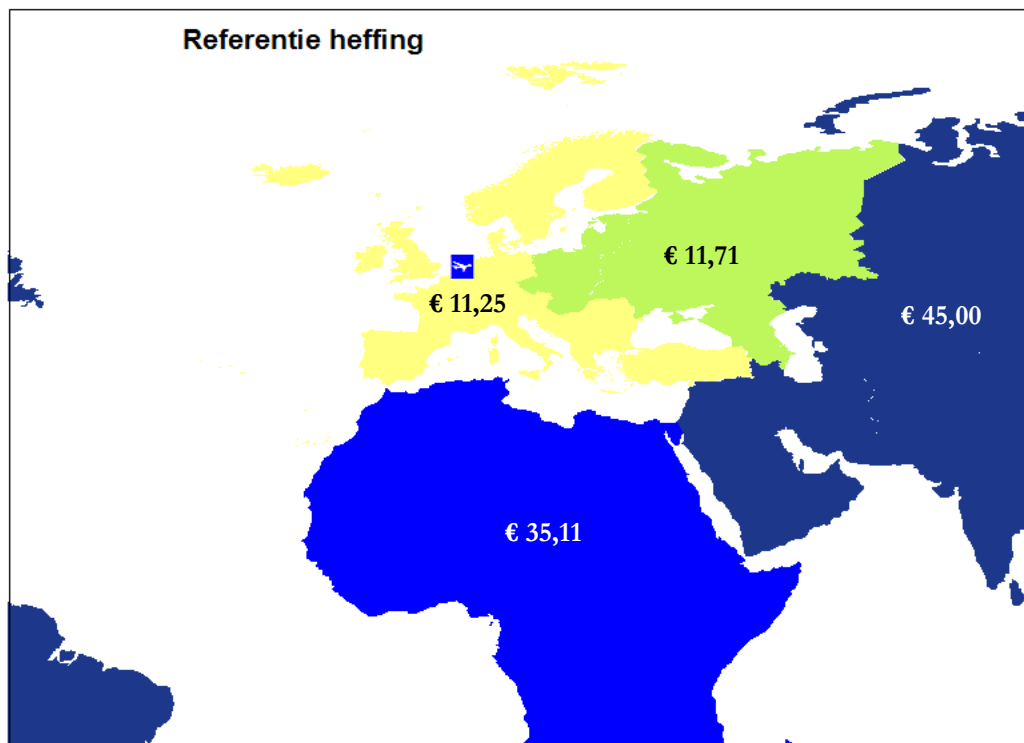 Referentie heffing
€ 11,71
€ 11,25
€ 45,00
€ 35,11